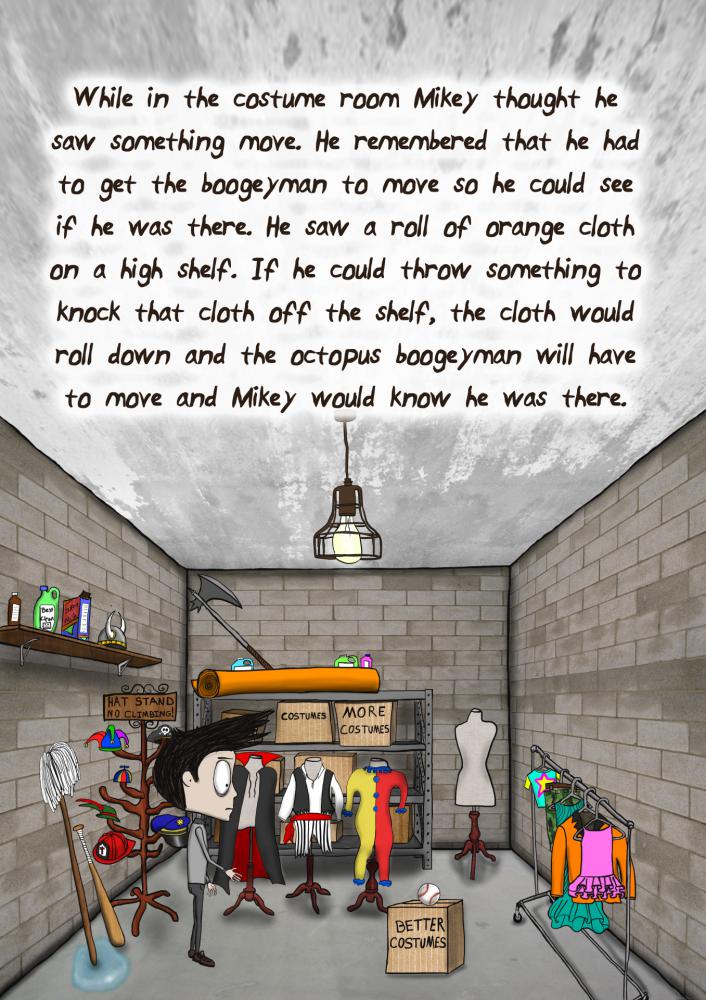 While in the costume room Mikey thought he
saw something move. He remembered that he had
to get the boogeyman to move so he could see
if he was there. He saw a roll of orange cloth
on a high shelf. If he could throw something to
knock that cloth off the shelf, the cloth would
roll down and the octopus boogeyman will have
to move and Mikey would know he was there.
Best
Clean
HAT STAND
NO CLIMBING!
COSTUMES
MORE
COSTUMES
BETTER
COSTUMES